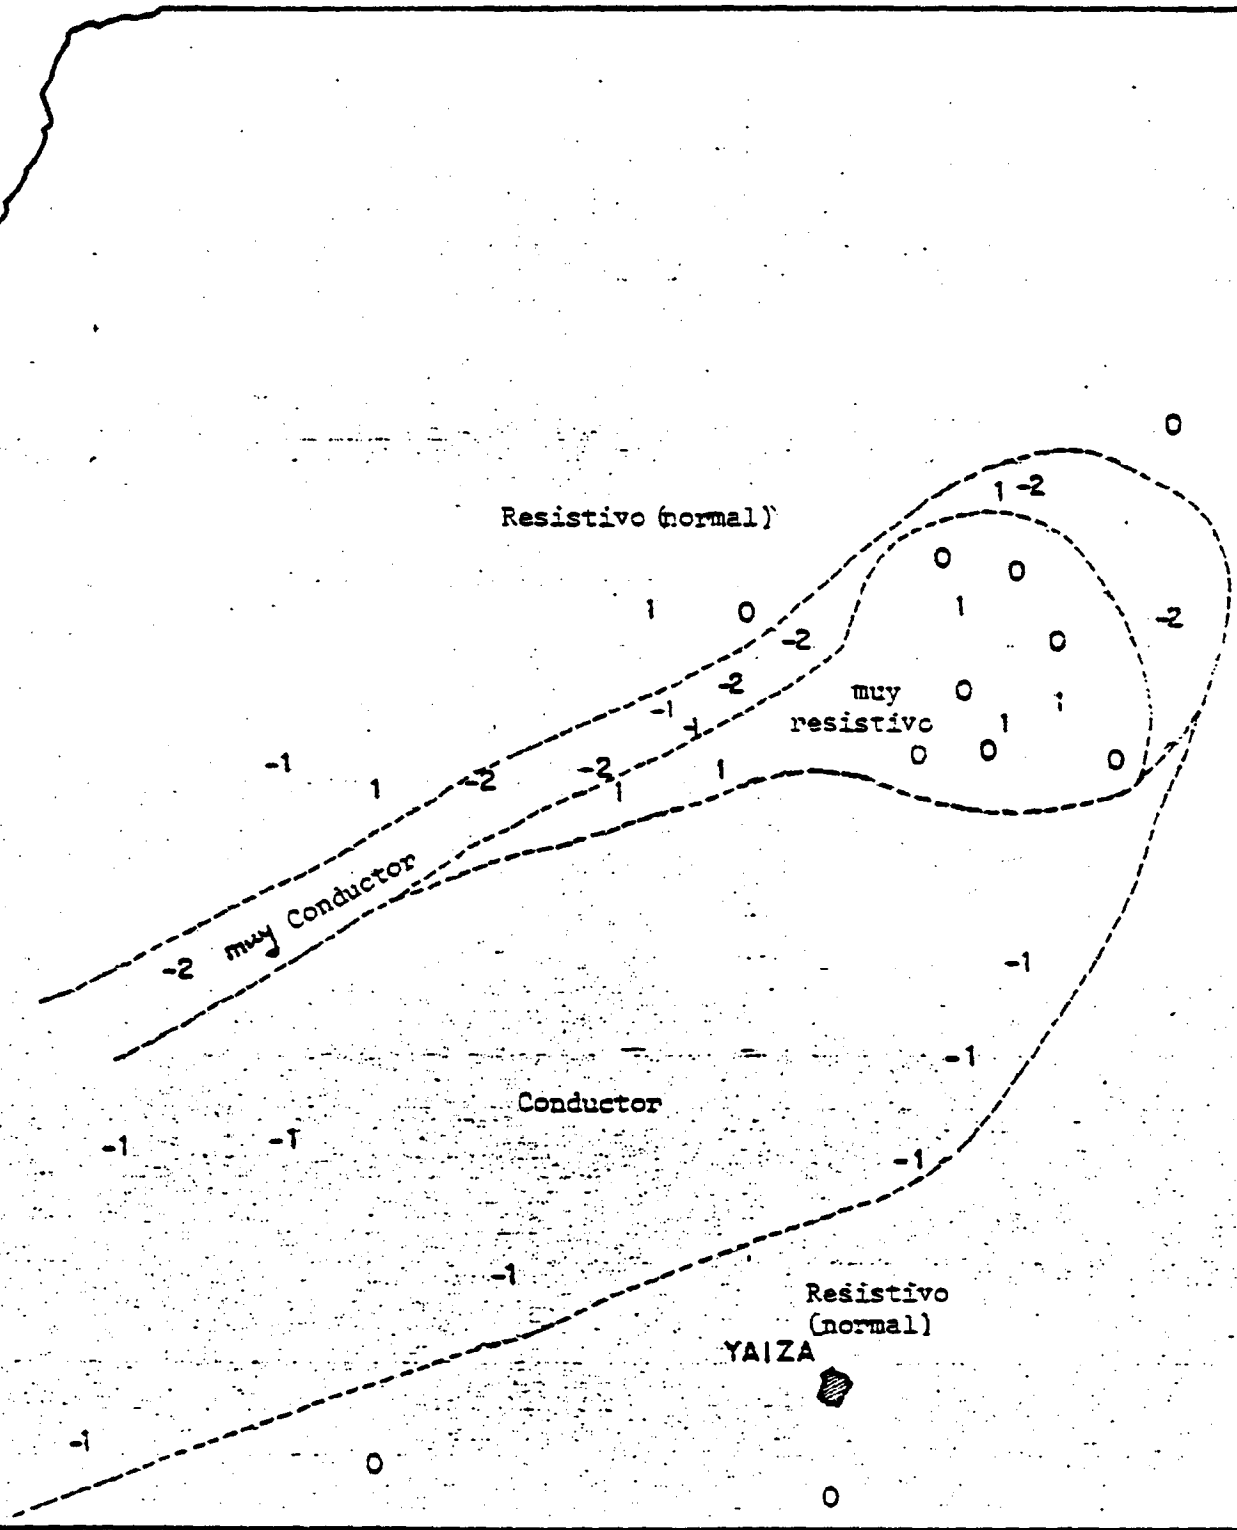 0
1 -2
Resistivo (normal)
0 0
1 0 1
-2 0 -2
-2 muy 0 1
-1 -1 resistivo 1
0 0 0
-1 1 -2 -2 1 1
muy Conductor
-2
-1
-1
Conductor
-1 -1
-1
-1
Resistivo
(normal)
YAIZA
-1
0
0